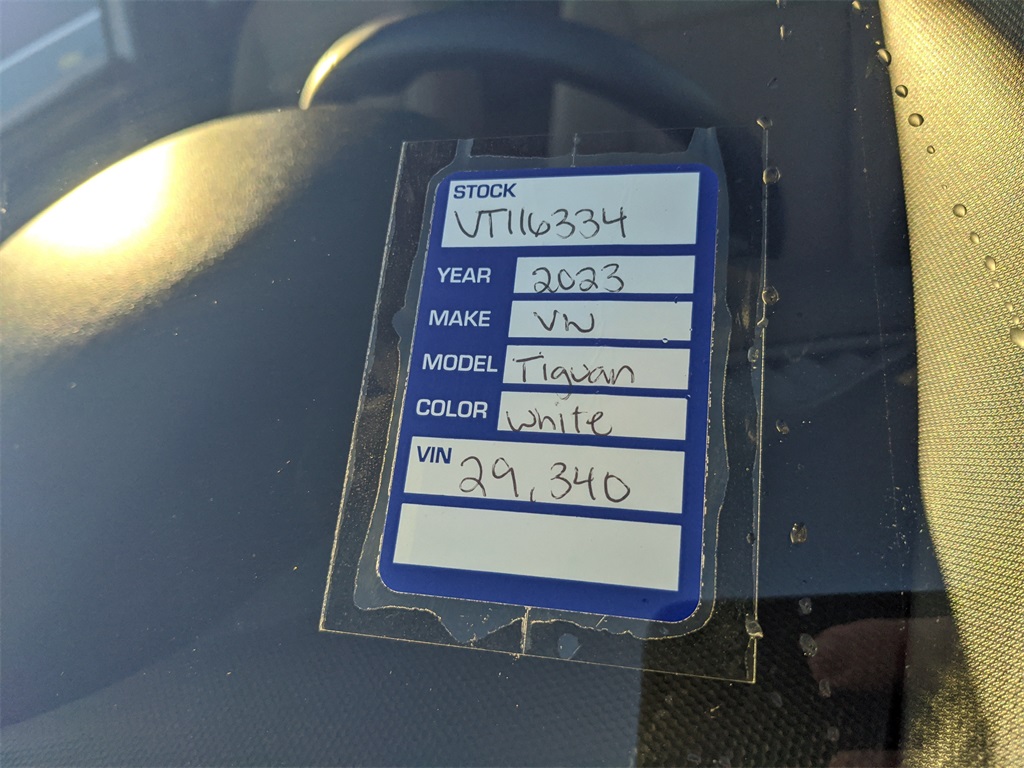 STOCK
VT116334
YEAR 2023
MAKE VW
MODEL Tiguan
COLOR white
VIN 29,340